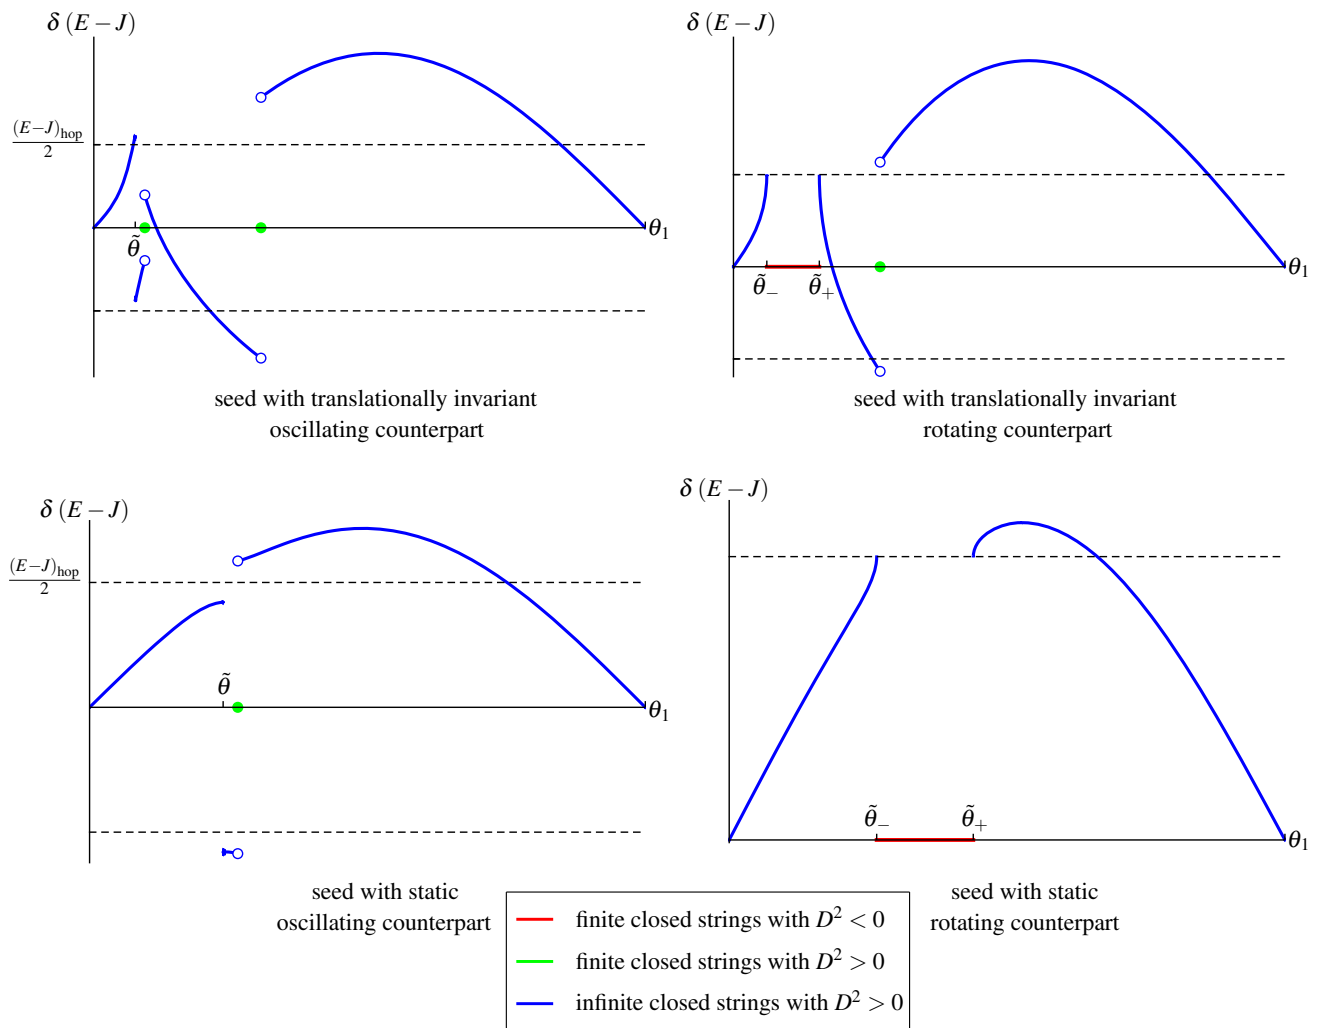 δ (E − J)
(E−J)hop
2
θ̃
θ1
seed with translationally invariant
oscillating counterpart
δ (E − J)
θ̃−
θ̃+
θ1
seed with translationally invariant
rotating counterpart
δ (E − J)
(E−J)hop
2
θ̃
θ1
seed with static
oscillating counterpart
δ (E − J)
θ̃−
θ̃+
θ1
seed with static
rotating counterpart
finite closed strings with D² < 0
finite closed strings with D² > 0
infinite closed strings with D² > 0